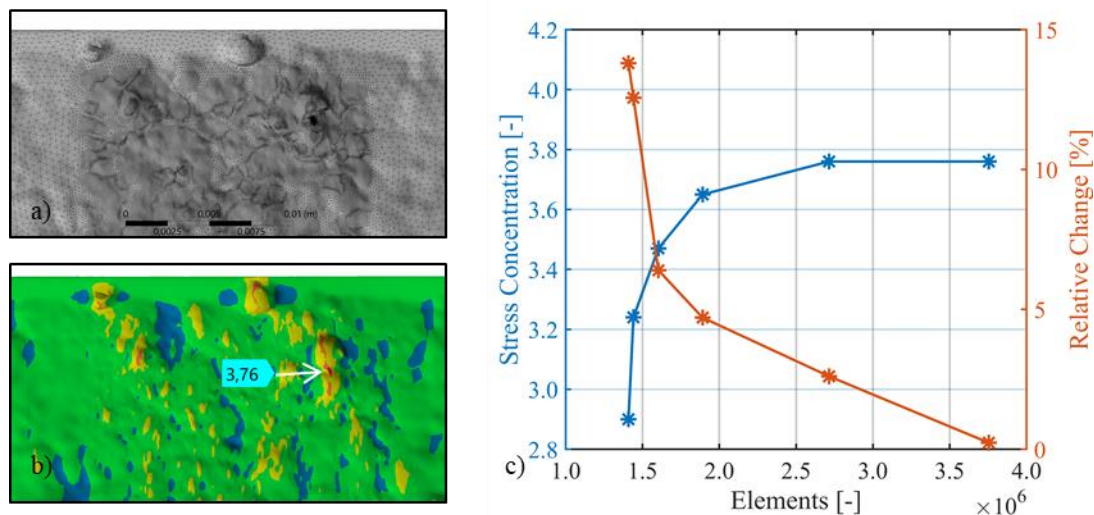 a)
0 0,005 0.01 (m)
0,0025 0,0075
b)
3,76
c)
Stress Concentration [-]
4.2
4.0
3.8
3.6
3.4
3.2
3.0
2.8
Relative Change [%]
15
10
5
0
1.0 1.5 2.0 2.5 3.0 3.5 4.0
Elements [-]
×10⁶